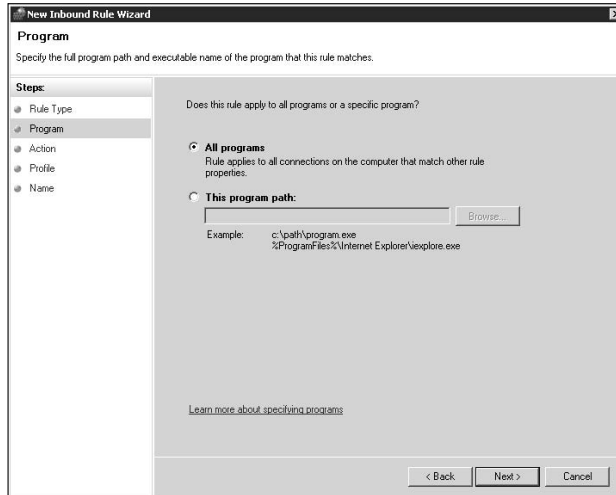 New Inbound Rule Wizard
Program
Specify the full program path and executable name of the program that this rule matches.
Steps:
Rule Type
Program
Action
Profile
Name
Does this rule apply to all programs or a specific program?
All programs
Rule applies to all connections on the computer that match other rule
properties.
This program path:
Browse...
Example: c:\path\program.exe
%ProgramFiles%\Internet Explorer\iexplore.exe
Learn more about specifying programs
< Back Next > Cancel